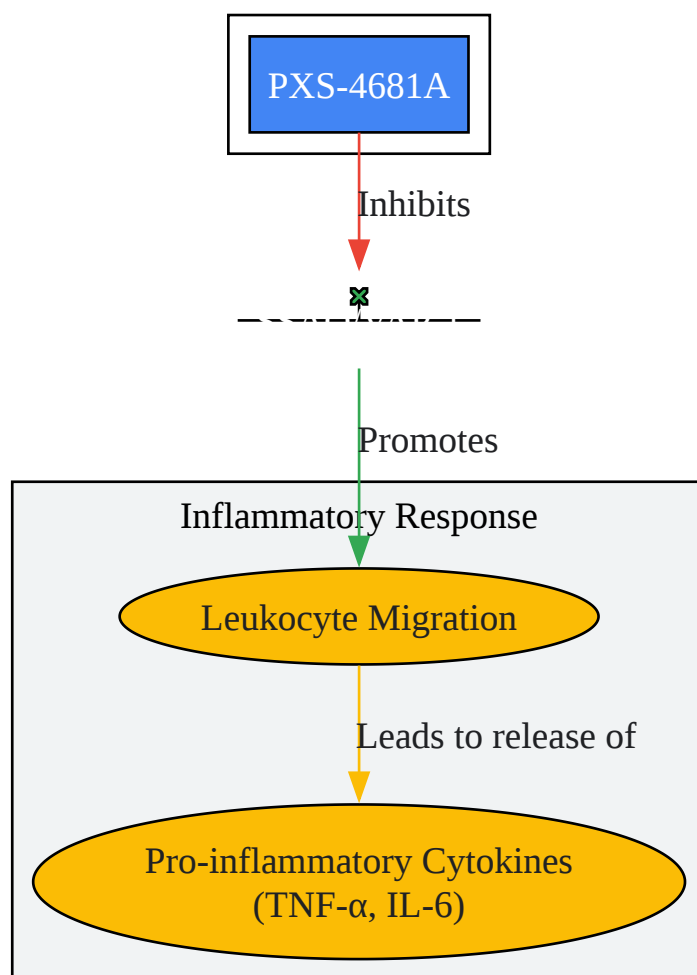 PXS-4681A
Inhibits
Promotes
Inflammatory Response
Leukocyte Migration
Leads to release of
Pro-inflammatory Cytokines
(TNF-α, IL-6)